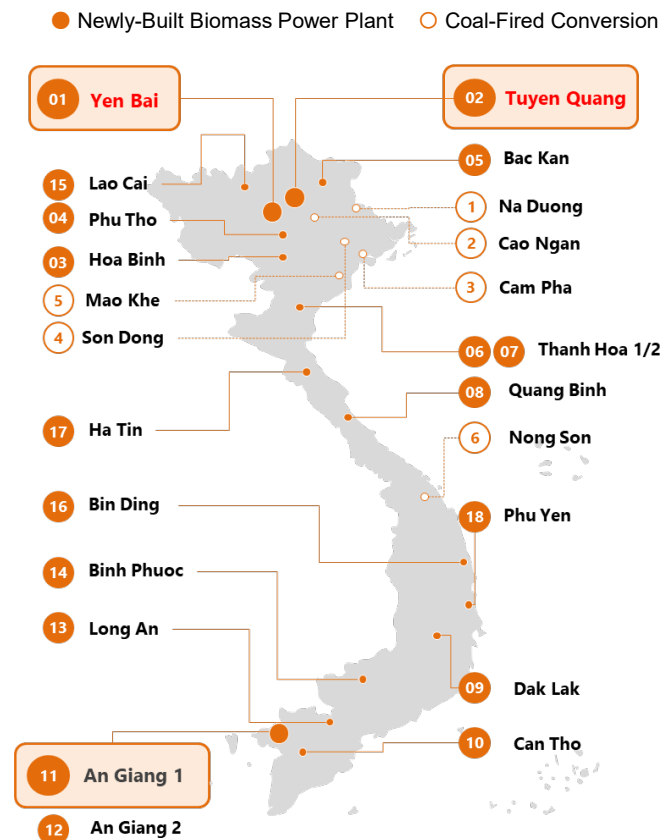 Newly-Built Biomass Power Plant
Coal-Fired Conversion
01 Yen Bai
02 Tuyen Quang
15 Lao Cai
05 Bac Kan
04 Phu Tho
1 Na Duong
03 Hoa Binh
2 Cao Ngan
5 Mao Khe
3 Cam Pha
4 Son Dong
06 07 Thanh Hoa 1/2
08 Quang Binh
17 Ha Tin
6 Nong Son
16 Bin Ding
18 Phu Yen
14 Binh Phuoc
13 Long An
09 Dak Lak
10 Can Tho
11 An Giang 1
12 An Giang 2